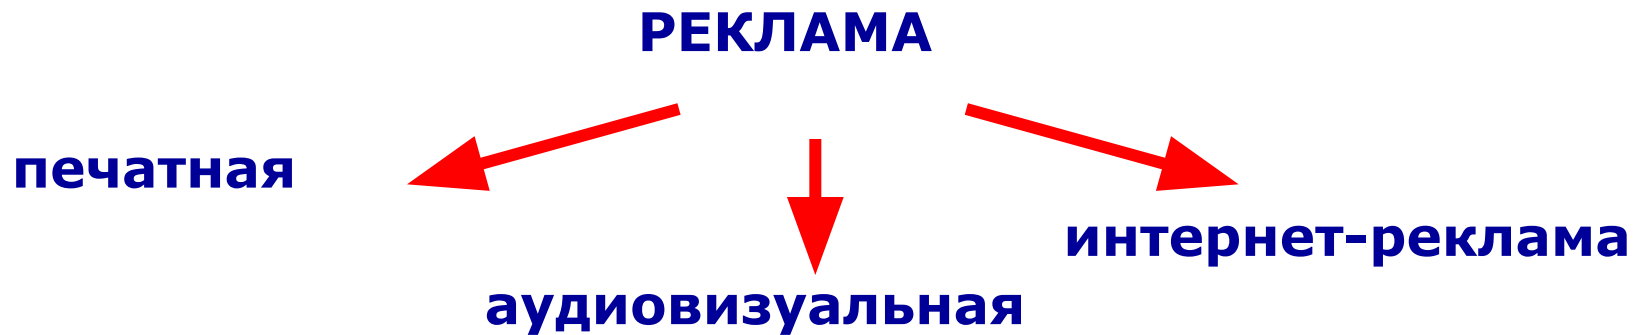 РЕКЛАМА
печатная
интернет-реклама
аудиовизуальная